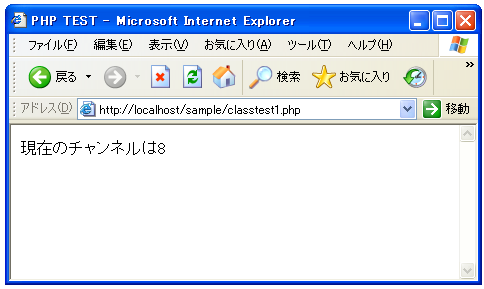 PHP TEST - Microsoft Internet Explorer
ファイル(F) 編集(E) 表示(V) お気に入り(A) ツール(T) ヘルプ(H)
戻る 検索 お気に入り
アドレス(D) http://localhost/sample/classtest1.php 移動
現在のチャンネルは8